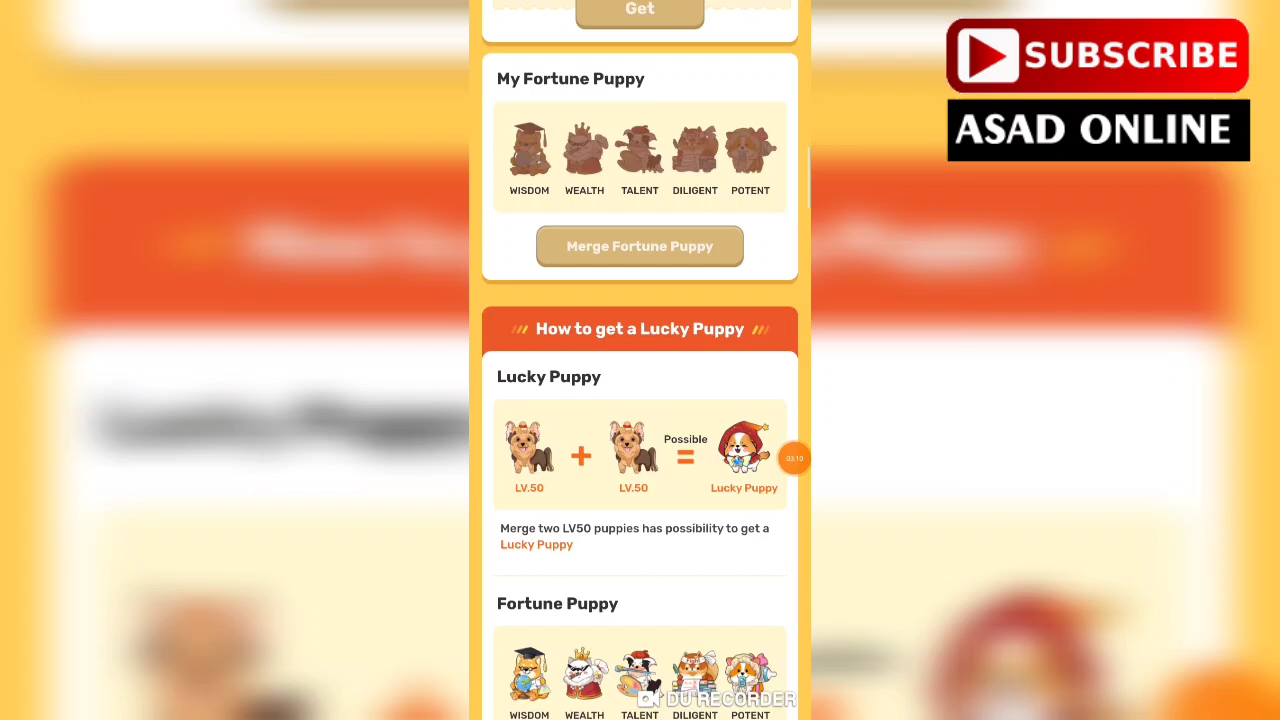 Get
SUBSCRIBE
ASAD ONLINE
My Fortune Puppy
WISDOM WEALTH TALENT DILIGENT POTENT
Merge Fortune Puppy
How to get a Lucky Puppy
Lucky Puppy
Possible
03:10
LV.50 LV.50 Lucky Puppy
Merge two LV50 puppies has possibility to get a
Lucky Puppy
Fortune Puppy
DU RECORDER
WISDOM WEALTH TALENT DILIGENT POTENT